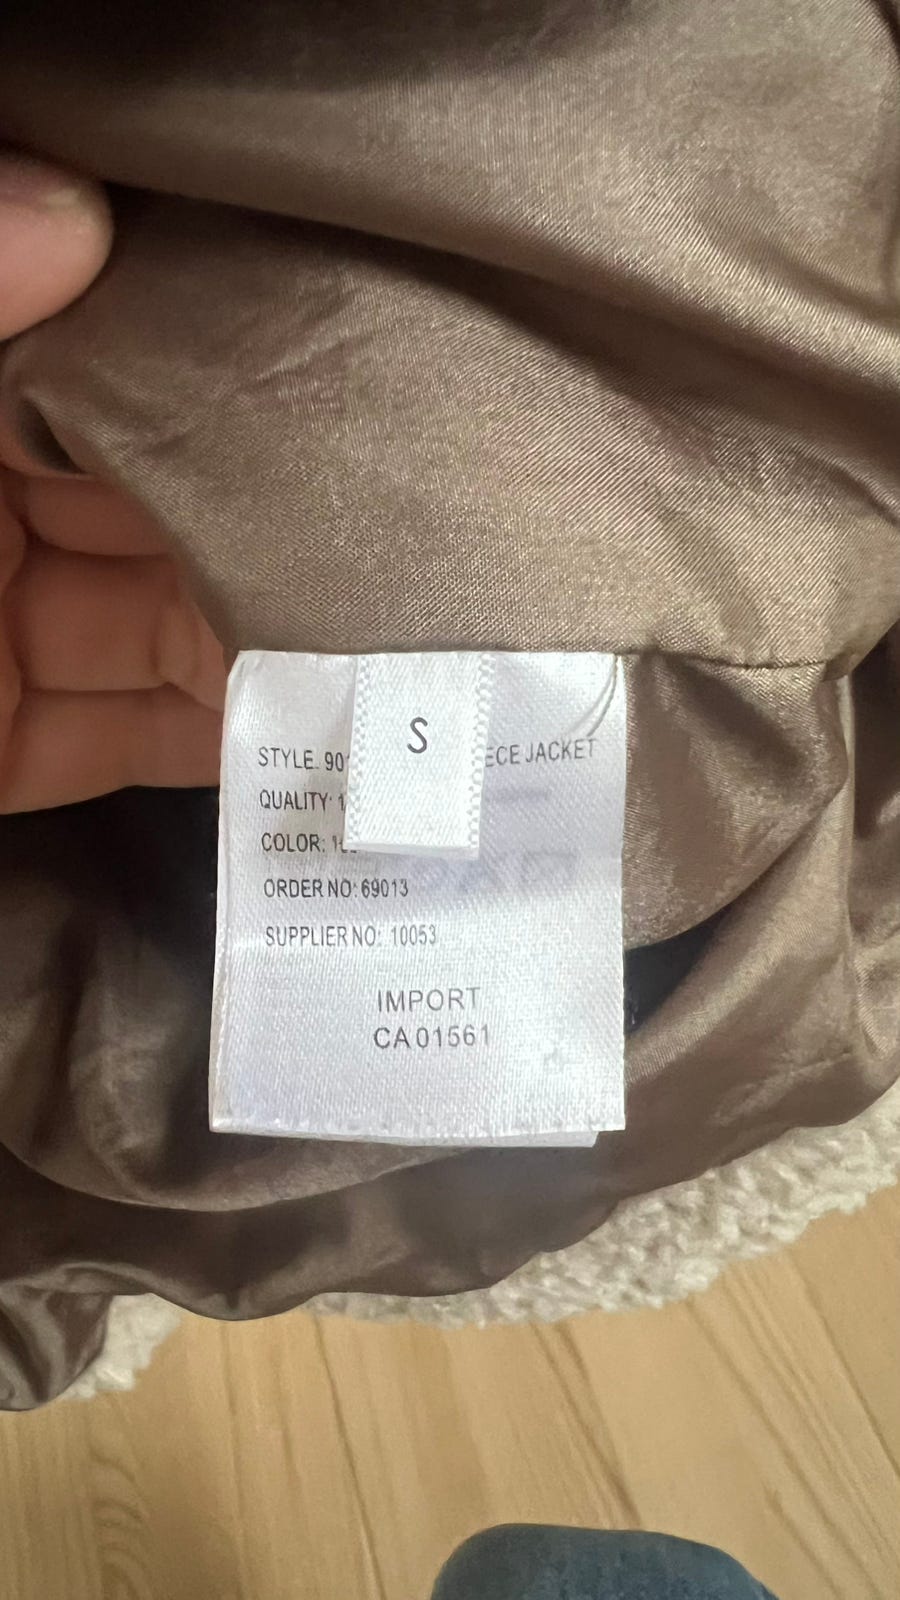 S
STYLE. 90 ECE JACKET
QUALITY: 1
COLOR: 1
ORDER NO: 69013
SUPPLIER NO: 10053
IMPORT
CA 01561